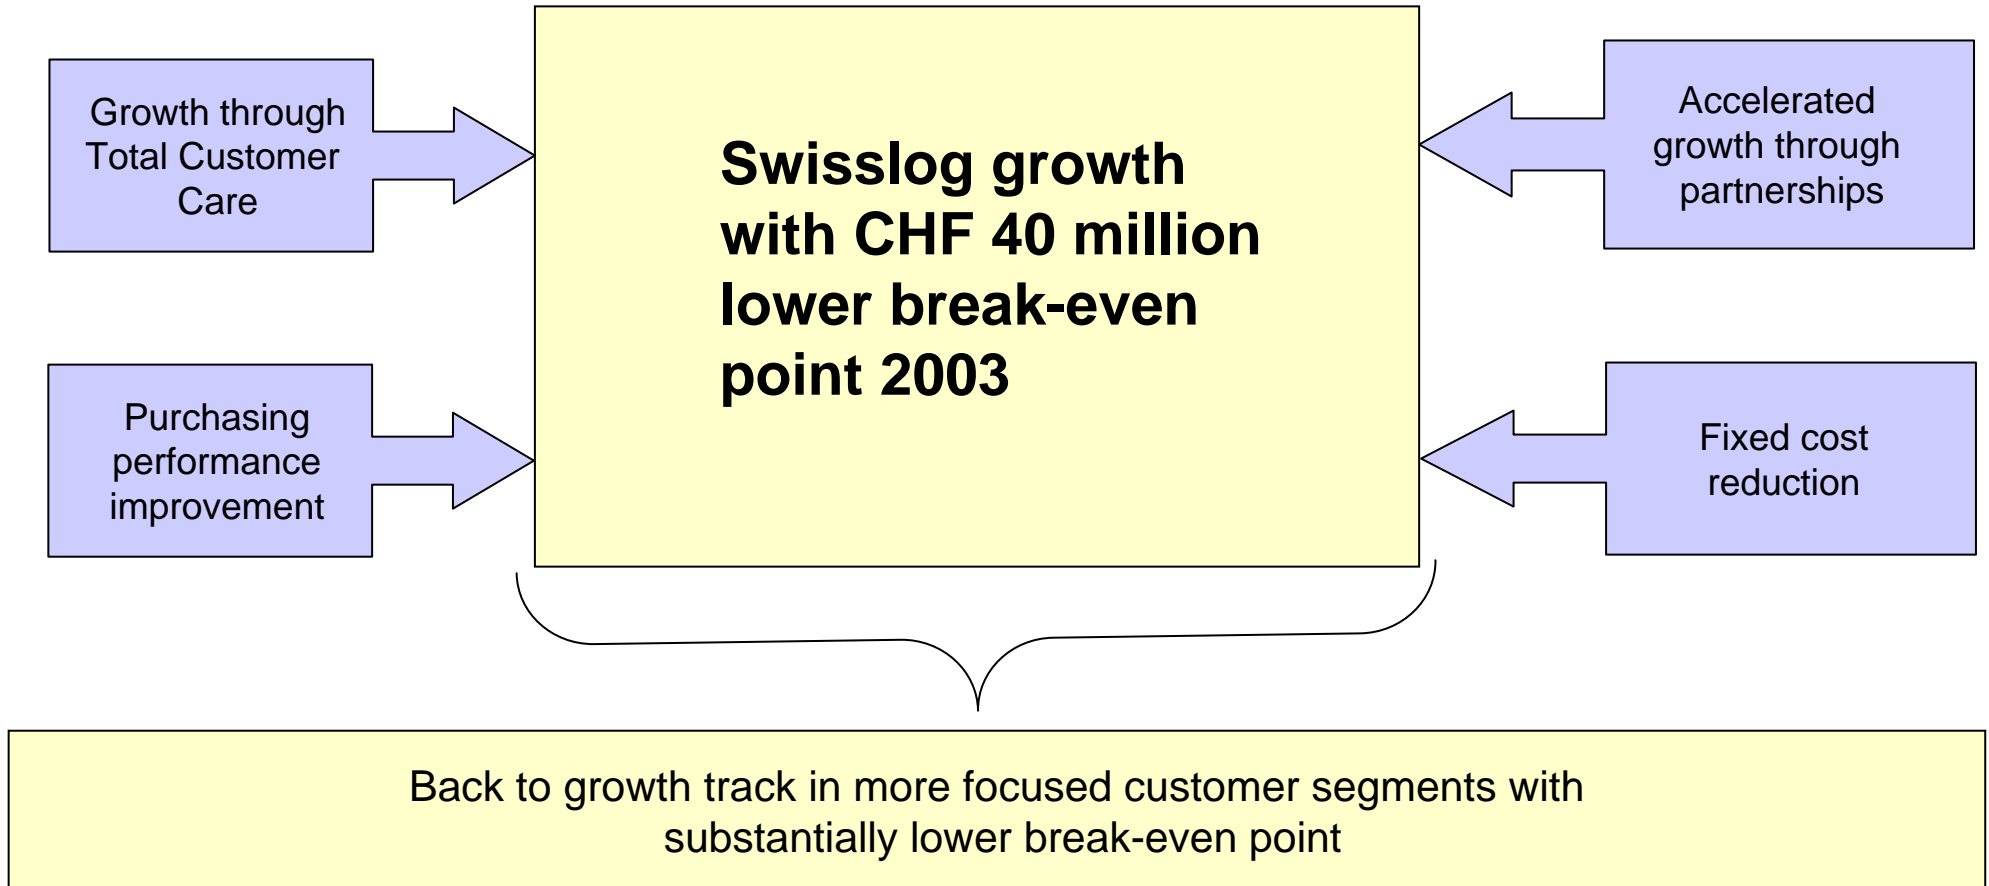 Growth through
Total Customer
Care
Purchasing
performance
improvement
Swisslog growth
with CHF 40 million
lower break-even
point 2003
Accelerated
growth through
partnerships
Fixed cost
reduction
Back to growth track in more focused customer segments with
substantially lower break-even point